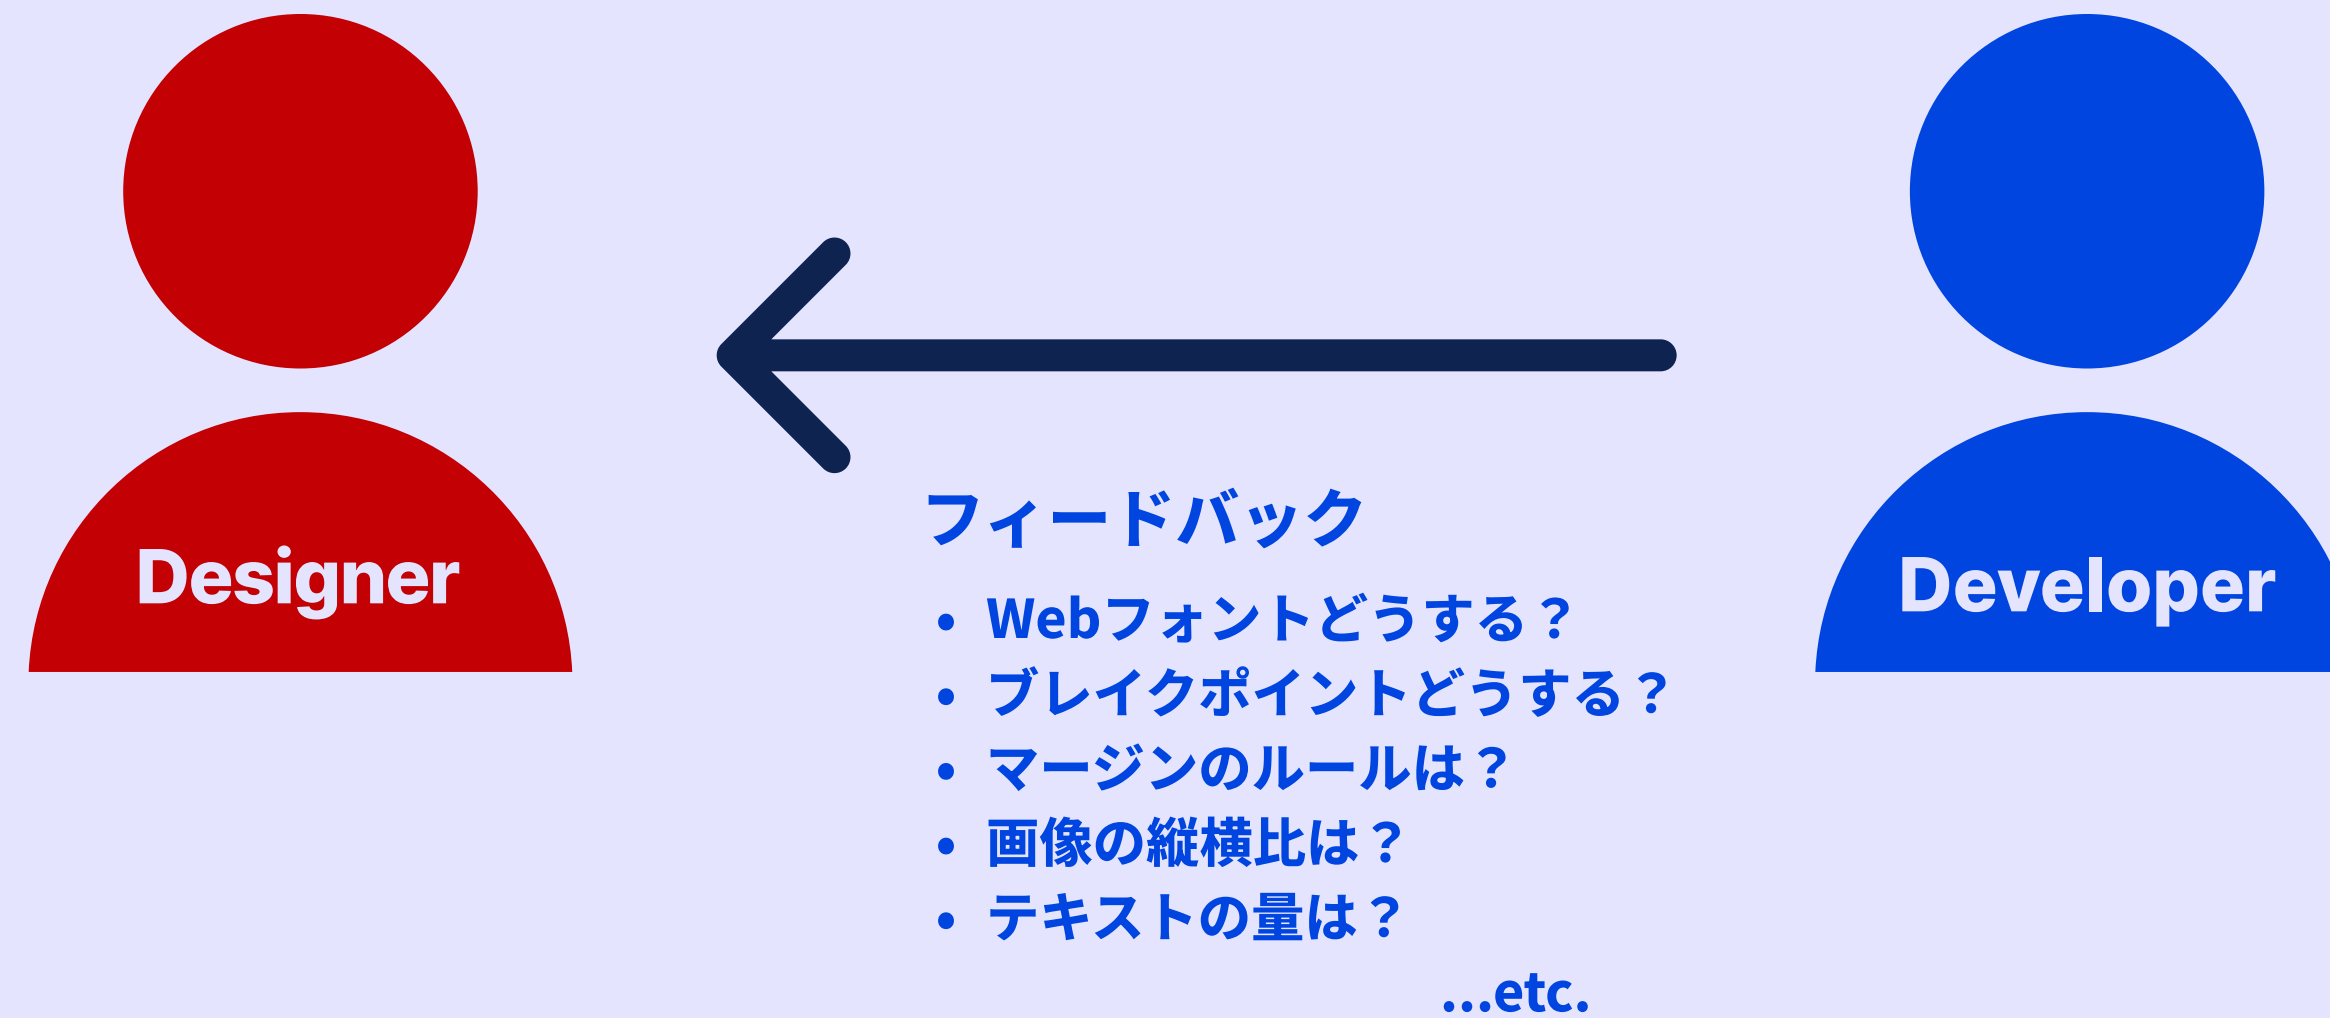 Designer
Developer
フィードバック
• Webフォントどうする？
• ブレイクポイントどうする？
• マージンのルールは？
• 画像の縦横比は？
• テキストの量は？
...etc.